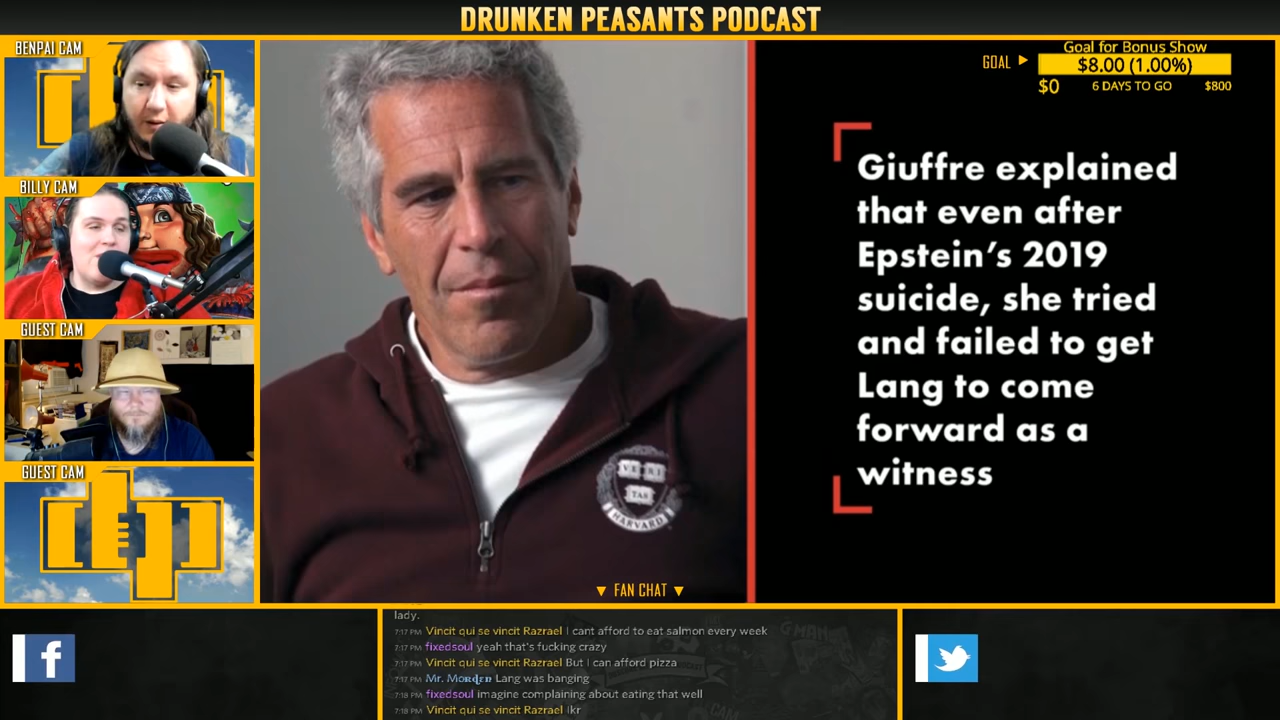 DRUNKEN PEASANTS PODCAST
BENPAI CAM
BILLY CAM
GUEST CAM
GUEST CAM
Goal for Bonus Show
GOAL ► $8.00 (1.00%)
$0 6 DAYS TO GO $800
Giuffre explained
that even after
Epstein's 2019
suicide, she tried
and failed to get
Lang to come
forward as a
witness
VE RI
TAS
HARVARD
▼ FAN CHAT ▼
lady.
7:17 PM Vincit qui se vincit Razrael I cant afford to eat salmon every week
7:17 PM fixedsoul yeah that's fucking crazy
7:17 PM Vincit qui se vincit Razrael But I can afford pizza
7:17 PM Mr. Lang was banging
7:18 PM fixedsoul imagine complaining about eating that well
7:18 PM Vincit qui se vincit Razrael Ikr